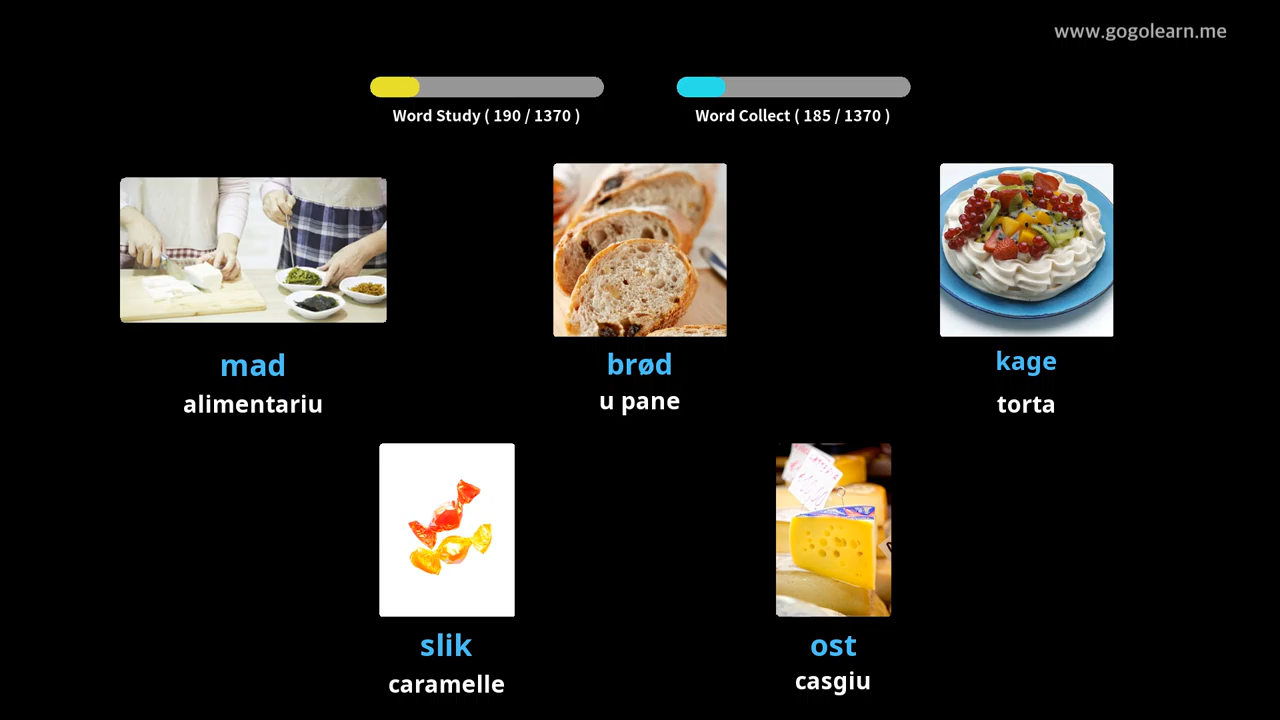 www.gogolearn.me
Word Study ( 190 / 1370 )
Word Collect ( 185 / 1370 )
mad
alimentariu
brød
u pane
kage
torta
slik
caramelle
ost
casgiu